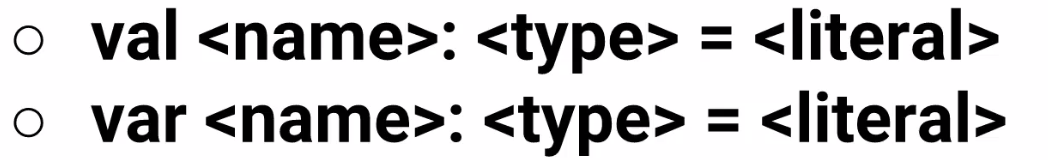 ○ val <name>: <type> = <literal>
○ var <name>: <type> = <literal>